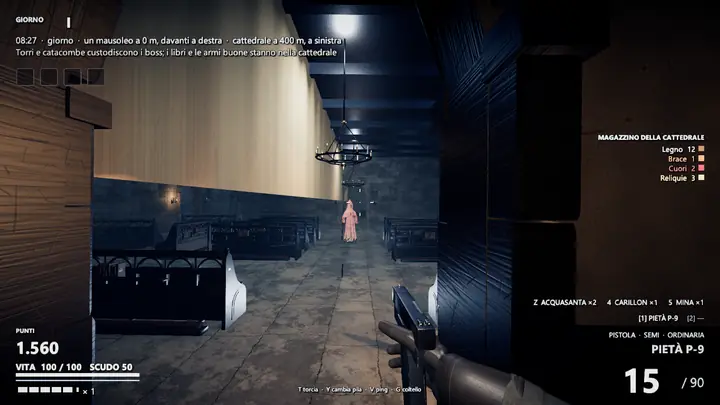 GIORNO
08:27 · giorno · un mausoleo a 0 m, davanti a destra · cattedrale a 400 m, a sinistra
Torri e catacombe custodiscono i boss; i libri e le armi buone stanno nella cattedrale
MAGAZZINO DELLA CATTEDRALE
Legno 12
Brace 1
Cuori 2
Reliquie 3
Z ACQUASANTA ×2 4 CARILLON ×1 5 MINA ×1
[1] PIETÀ P-9 [2] —
PISTOLA · SEMI · ORDINARIA
PIETÀ P-9
15 / 90
PUNTI
1.560
VITA 100 / 100 SCUDO 50
× 1
T torcia · Y cambia pila · V ping · G coltello